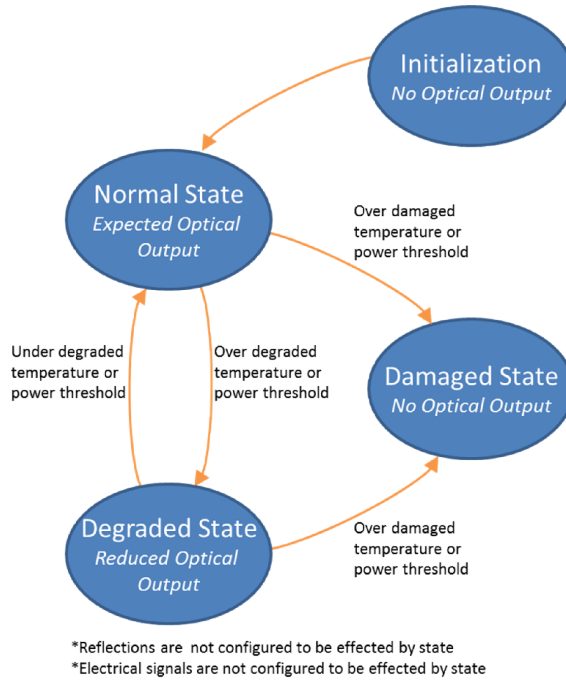 Initialization
No Optical Output
Normal State
Expected Optical
Output
Over damaged
temperature or
power threshold
Under degraded
temperature or
power threshold
Over degraded
temperature or
power threshold
Damaged State
No Optical Output
Degraded State
Reduced Optical
Output
Over damaged
temperature or
power threshold
*Reflections are not configured to be effected by state
*Electrical signals are not configured to be effected by state